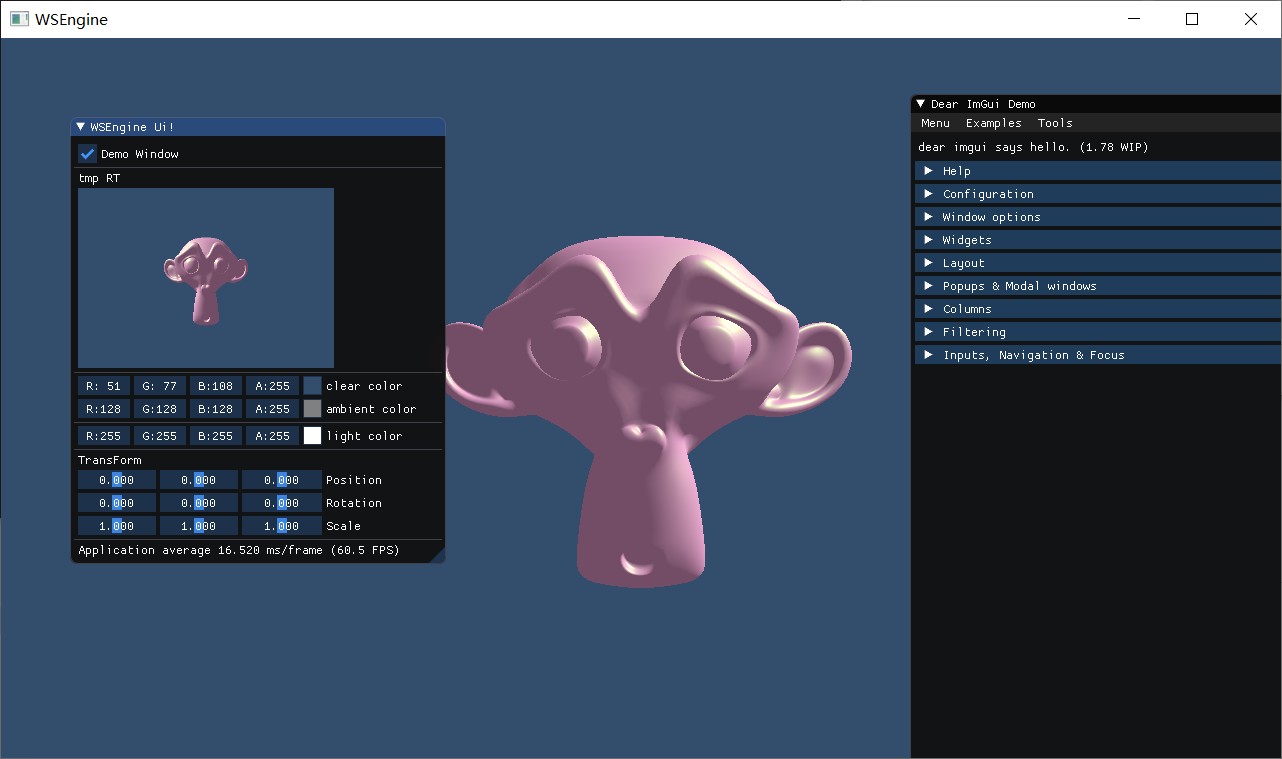 WSEngine
WSEngine Ui!
Demo Window
tmp RT
R: 51 G: 77 B:108 A:255 clear color
R:128 G:128 B:128 A:255 ambient color
R:255 G:255 B:255 A:255 light color
TransForm
0.000 0.000 0.000 Position
0.000 0.000 0.000 Rotation
1.000 1.000 1.000 Scale
Application average 16.520 ms/frame (60.5 FPS)
Dear ImGui Demo
Menu Examples Tools
dear imgui says hello. (1.78 WIP)
Help
Configuration
Window options
Widgets
Layout
Popups & Modal windows
Columns
Filtering
Inputs, Navigation & Focus